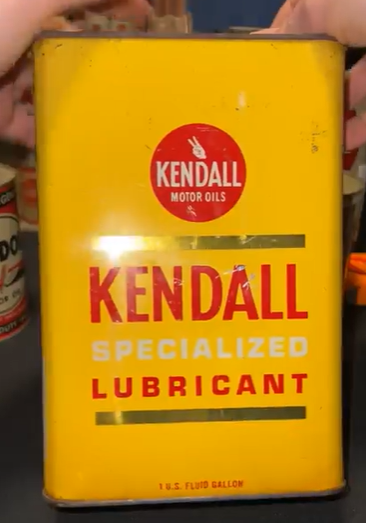 KENDALL
MOTOR OILS
KENDALL
SPECIALIZED
LUBRICANT
1 U.S. FLUID GALLON